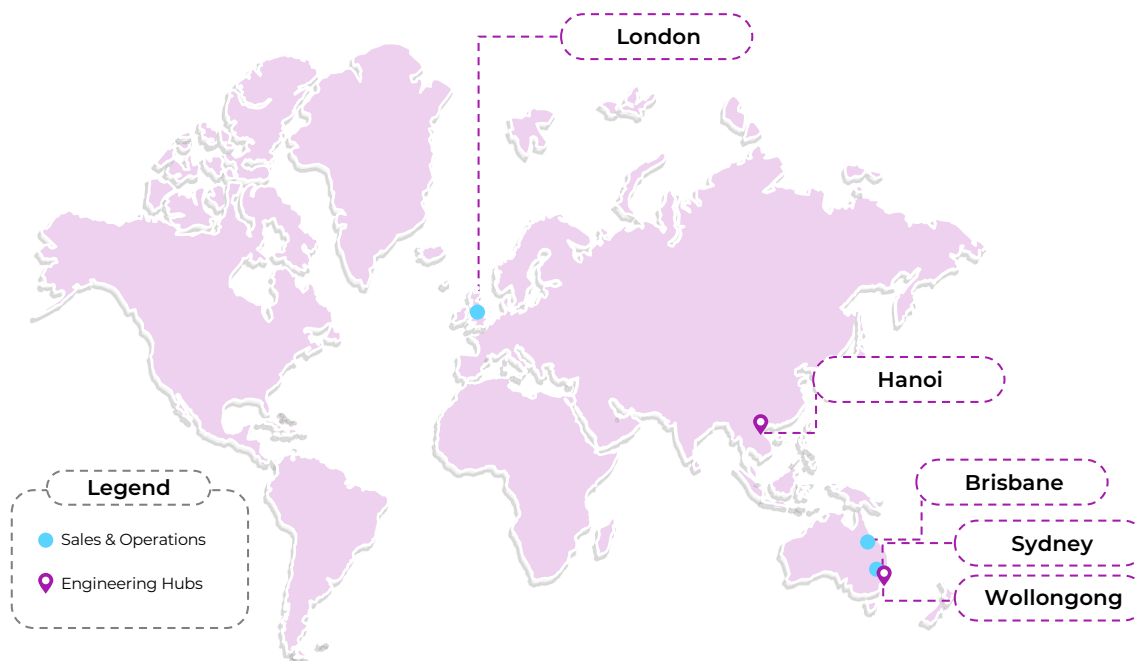 London
Hanoi
Brisbane
Sydney
Wollongong
Legend
Sales & Operations
Engineering Hubs